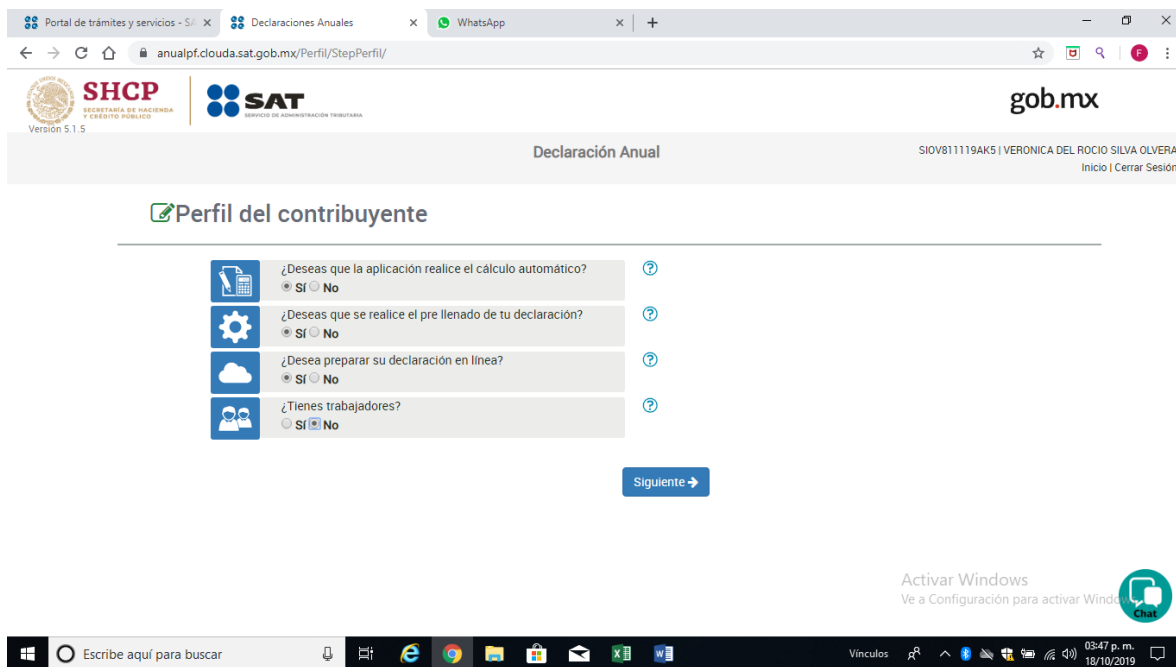 Portal de trámites y servicios - SA
Declaraciones Anuales
WhatsApp
anualpf.clouda.sat.gob.mx/Perfil/StepPerfil/
F
SHCP
SECRETARÍA DE HACIENDA
Y CRÉDITO PÚBLICO
SAT
SERVICIO DE ADMINISTRACIÓN TRIBUTARIA
gob.mx
Versión 5.1.5
Declaración Anual
SIOV811119AK5 | VERONICA DEL ROCIO SILVA OLVERA
Inicio | Cerrar Sesión
Perfil del contribuyente
¿Deseas que la aplicación realice el cálculo automático?
Sí No
¿Deseas que se realice el pre llenado de tu declaración?
Sí No
¿Desea preparar su declaración en línea?
Sí No
¿Tienes trabajadores?
Sí No
Siguiente
Activar Windows
Ve a Configuración para activar Windo
Chat
Escribe aquí para buscar
Vínculos
03:47 p. m.
18/10/2019